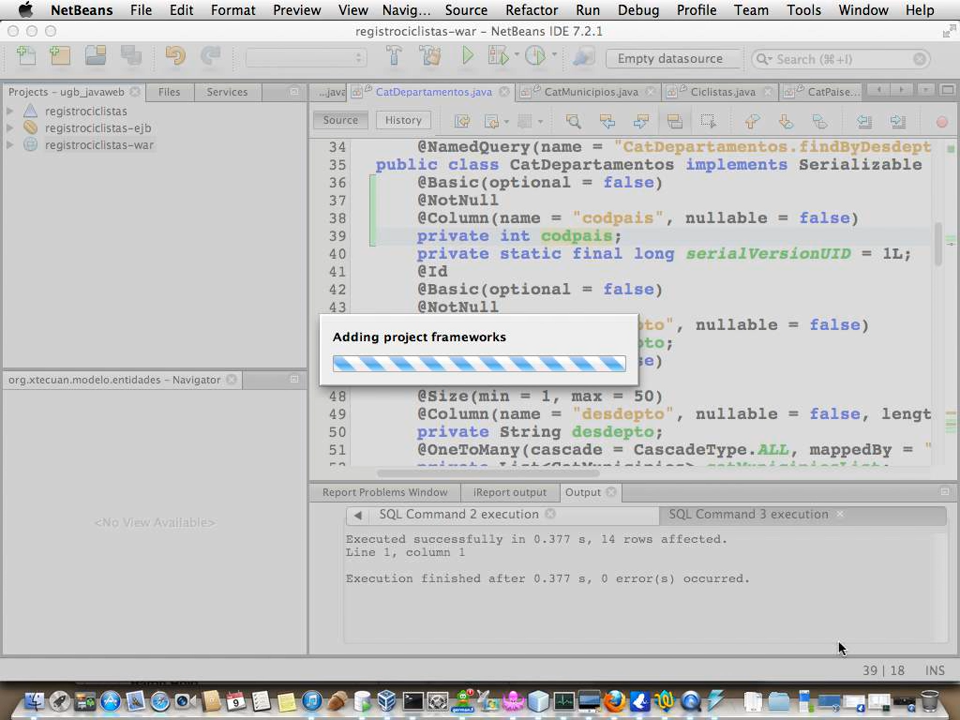 NetBeans File Edit Format Preview View Navig... Source Refactor Run Debug Profile Team Tools Window Help
registrociclistas-war – NetBeans IDE 7.2.1
Empty datasource
Search (⌘+I)
Projects – ugb_javaweb Files Services
...java CatDepartamentos.java CatMunicipios.java Ciclistas.java CatPaise...
registrociclistas
registrociclistas-ejb
registrociclistas-war
Source History
34 @NamedQuery(name = "CatDepartamentos.findByDesdept
35 public class CatDepartamentos implements Serializable
36 @Basic(optional = false)
37 @NotNull
38 @Column(name = "codpais", nullable = false)
39 private int codpais;
40 private static final long serialVersionUID = 1L;
41 @Id
42 @Basic(optional = false)
43 @NotNull
to", nullable = false)
pto;
se)
Adding project frameworks
48 @Size(min = 1, max = 50)
49 @Column(name = "desdepto", nullable = false, lengt
50 private String desdepto;
51 @OneToMany(cascade = CascadeType.ALL, mappedBy = "
org.xtecuan.modelo.entidades – Navigator
<No View Available>
Report Problems Window iReport output Output
SQL Command 2 execution SQL Command 3 execution
Executed successfully in 0.377 s, 14 rows affected.
Line 1, column 1
Execution finished after 0.377 s, 0 error(s) occurred.
39 | 18 INS